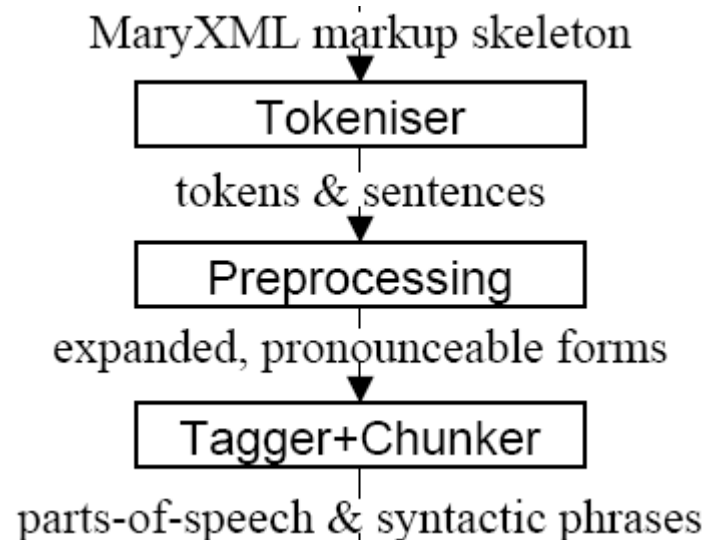 MaryXML markup skeleton
Tokeniser
tokens & sentences
Preprocessing
expanded, pronounceable forms
Tagger+Chunker
parts-of-speech & syntactic phrases